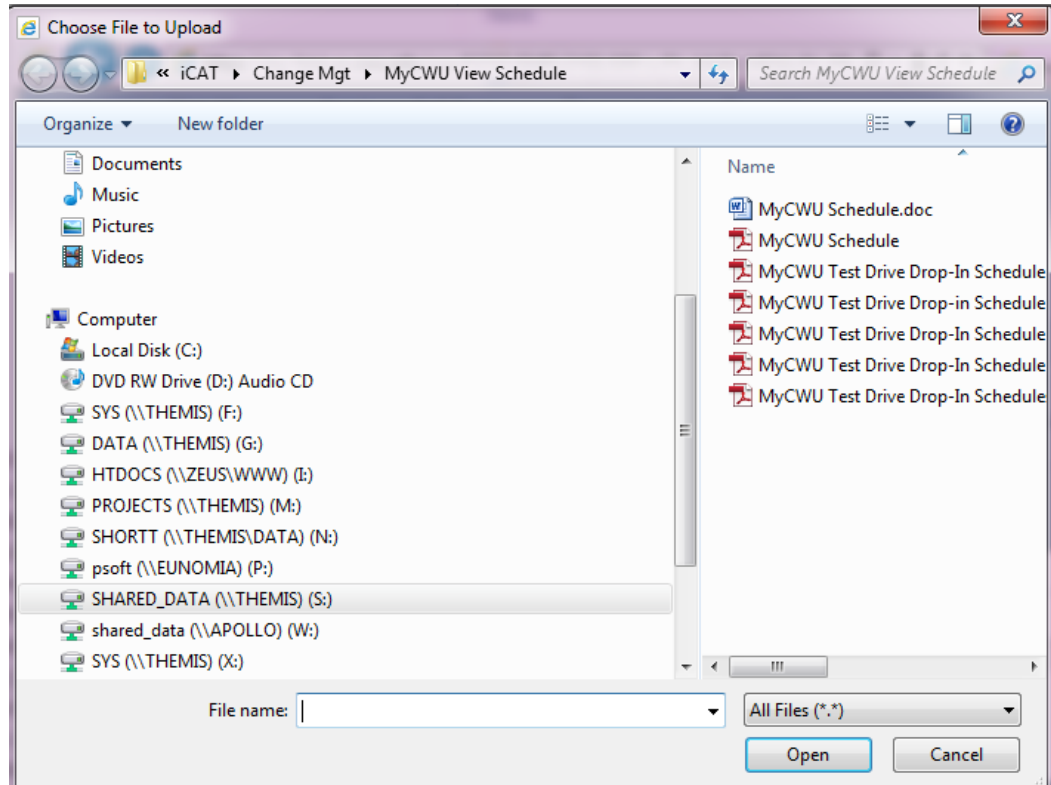 Choose File to Upload
« iCAT ▸ Change Mgt ▸ MyCWU View Schedule
Search MyCWU View Schedule
Organize ▾ New folder
Documents
Music
Pictures
Videos
Computer
Local Disk (C:)
DVD RW Drive (D:) Audio CD
SYS (\\THEMIS) (F:)
DATA (\\THEMIS) (G:)
HTDOCS (\\ZEUS\WWW) (I:)
PROJECTS (\\THEMIS) (M:)
SHORTT (\\THEMIS\DATA) (N:)
psoft (\\EUNOMIA) (P:)
SHARED_DATA (\\THEMIS) (S:)
shared_data (\\APOLLO) (W:)
SYS (\\THEMIS) (X:)
Name
MyCWU Schedule.doc
MyCWU Schedule
MyCWU Test Drive Drop-In Schedule
MyCWU Test Drive Drop-in Schedule
MyCWU Test Drive Drop-In Schedule
MyCWU Test Drive Drop-In Schedule
MyCWU Test Drive Drop-In Schedule
File name:
All Files (*.*)
Open Cancel